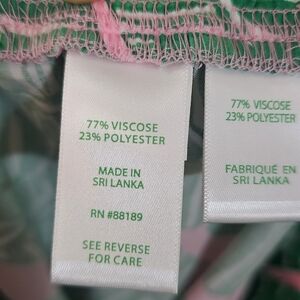 77% VISCOSE
23% POLYESTER
MADE IN
SRI LANKA
RN #88189
SEE REVERSE
FOR CARE
77% VISCOSE
23% POLYESTER
FABRIQUÉ EN
SRI LANKA